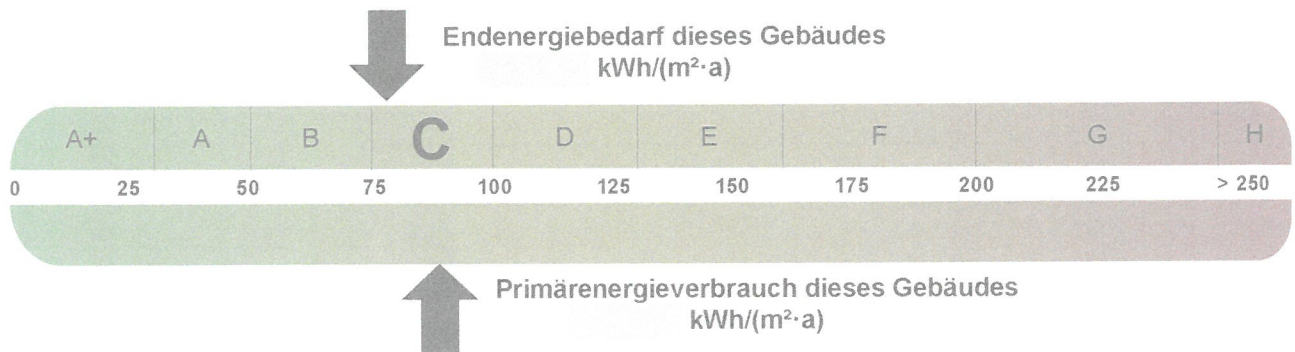 Endenergiebedarf dieses Gebäudes
kWh/(m²·a)
A+ A B C D E F G H
0 25 50 75 100 125 150 175 200 225 > 250
Primärenergieverbrauch dieses Gebäudes
kWh/(m²·a)